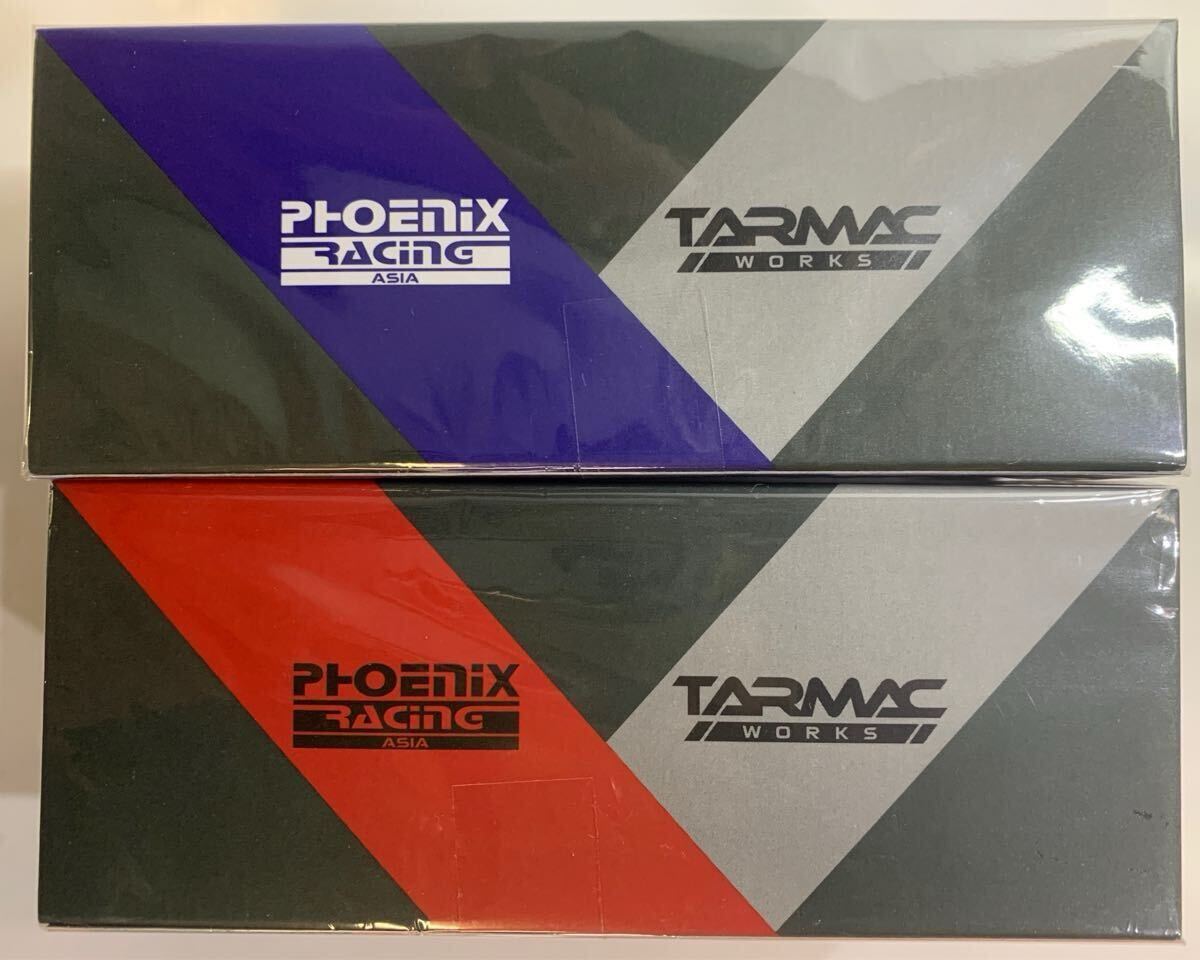 PHOENiX
RACiNG
ASIA
TARMAC
WORKS
PHOENiX
RACiNG
ASIA
TARMAC
WORKS